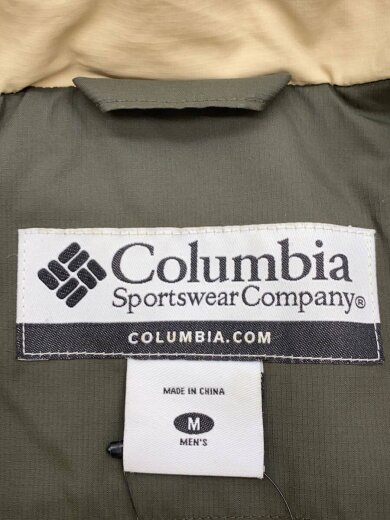 Columbia
Sportswear Company®
COLUMBIA.COM
MADE IN CHINA
M
MEN'S